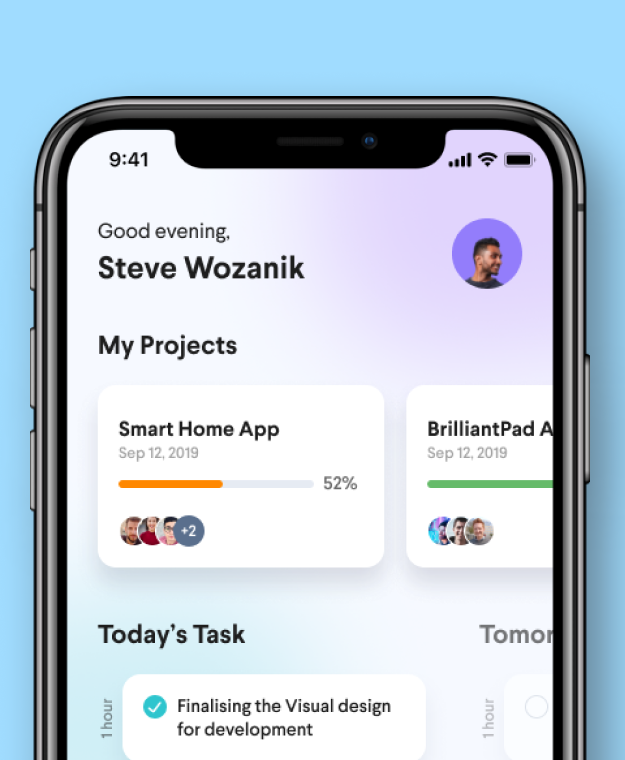 9:41
Good evening,
Steve Wozanik
My Projects
Smart Home App
Sep 12, 2019
52%
+2
BrilliantPad A
Sep 12, 2019
Today’s Task
1 hour
Finalising the Visual design
for development
Tomor
1 hour